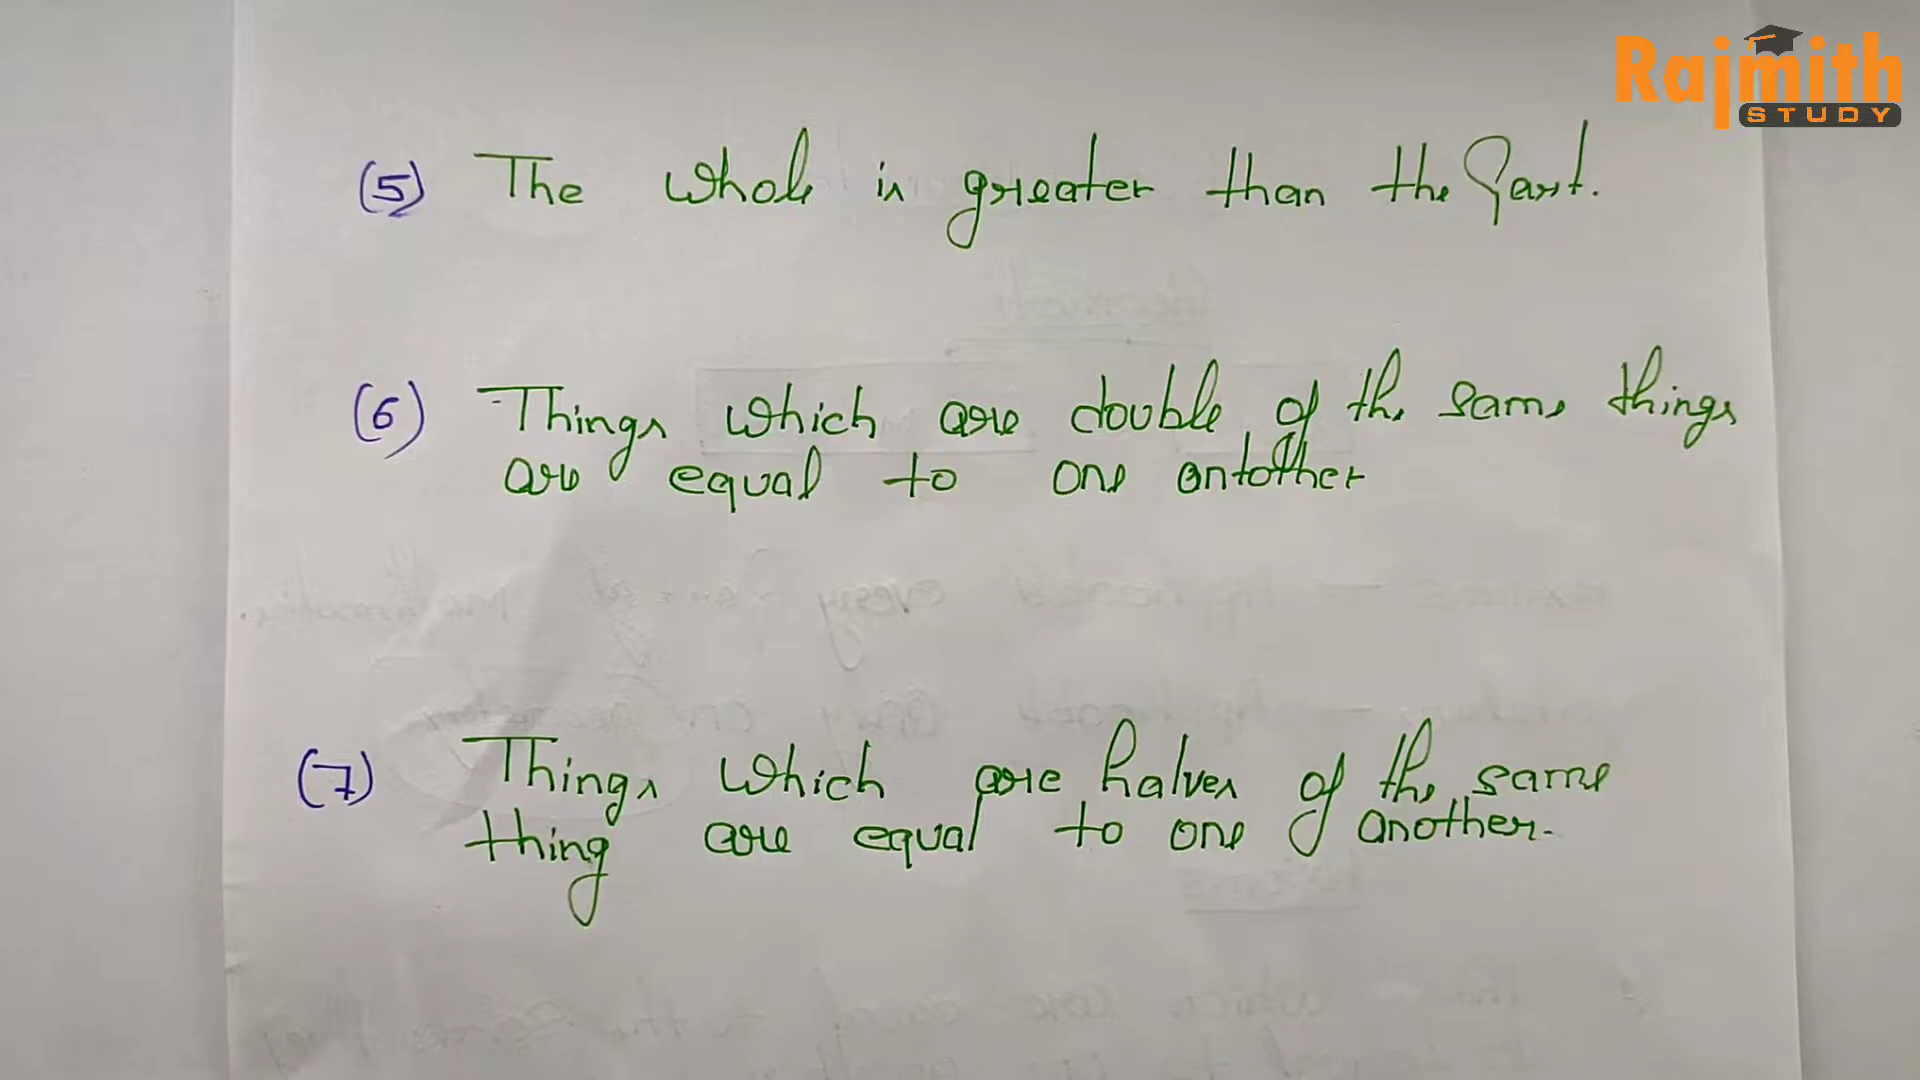 Rajmith
STUDY
(5) The whole is greater than the Part.
(6) Things which are double of the same things
are equal to one antother
(7) Things which are halves of the same
thing are equal to one another.